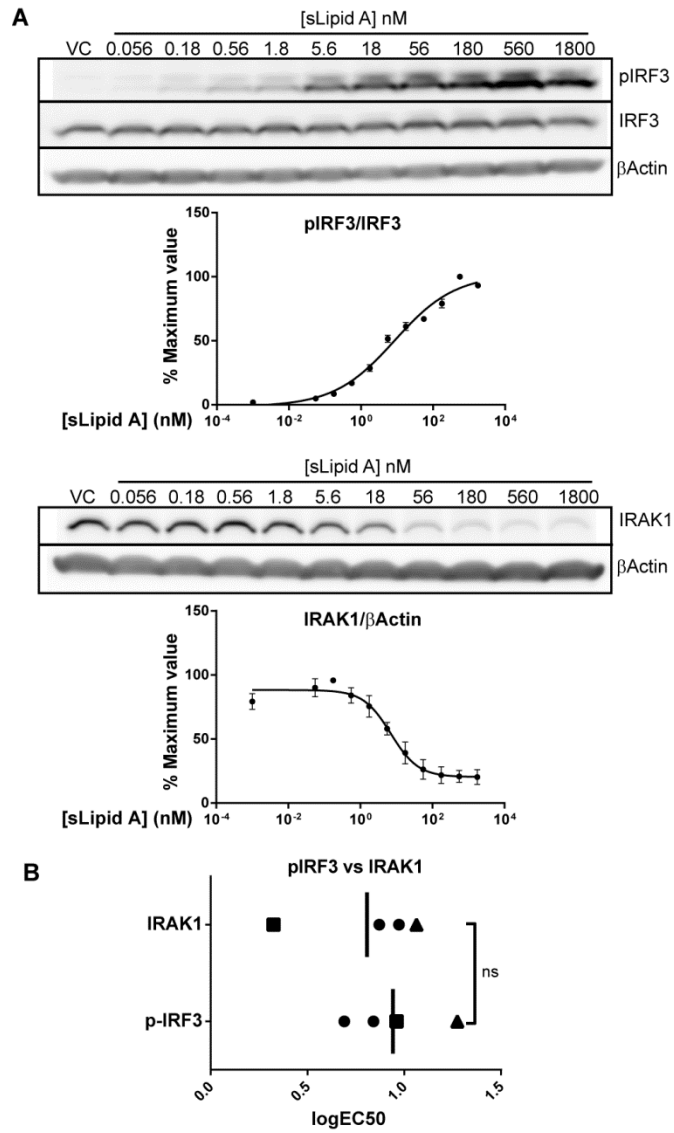 A
[sLipid A] nM
VC 0.056 0.18 0.56 1.8 5.6 18 56 180 560 1800
pIRF3
IRF3
βActin
pIRF3/IRF3
% Maximum value
150
100
50
0
10⁻⁴ 10⁻² 10⁰ 10² 10⁴
[sLipid A] (nM)
[sLipid A] nM
VC 0.056 0.18 0.56 1.8 5.6 18 56 180 560 1800
IRAK1
βActin
IRAK1/βActin
% Maximum value
150
100
50
0
10⁻⁴ 10⁻² 10⁰ 10² 10⁴
[sLipid A] (nM)
B
pIRF3 vs IRAK1
IRAK1
ns
p-IRF3
0.0 0.5 1.0 1.5
logEC50